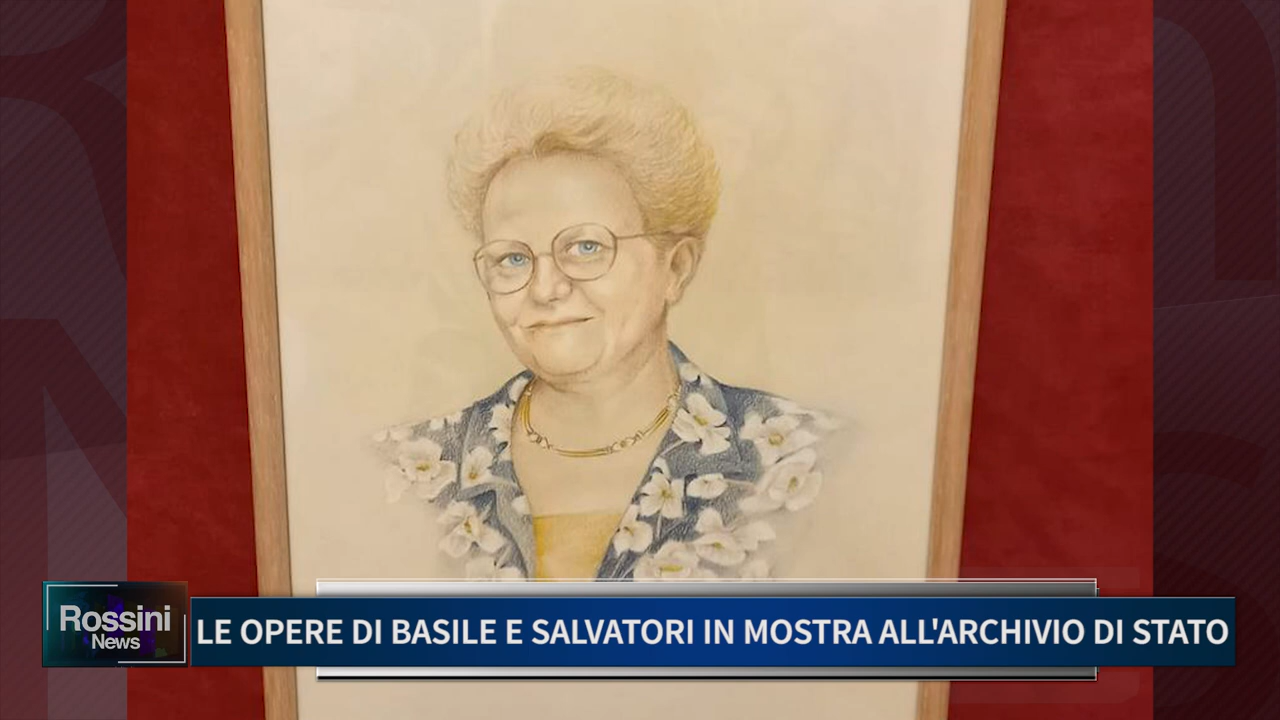 Rossini
News
LE OPERE DI BASILE E SALVATORI IN MOSTRA ALL'ARCHIVIO DI STATO